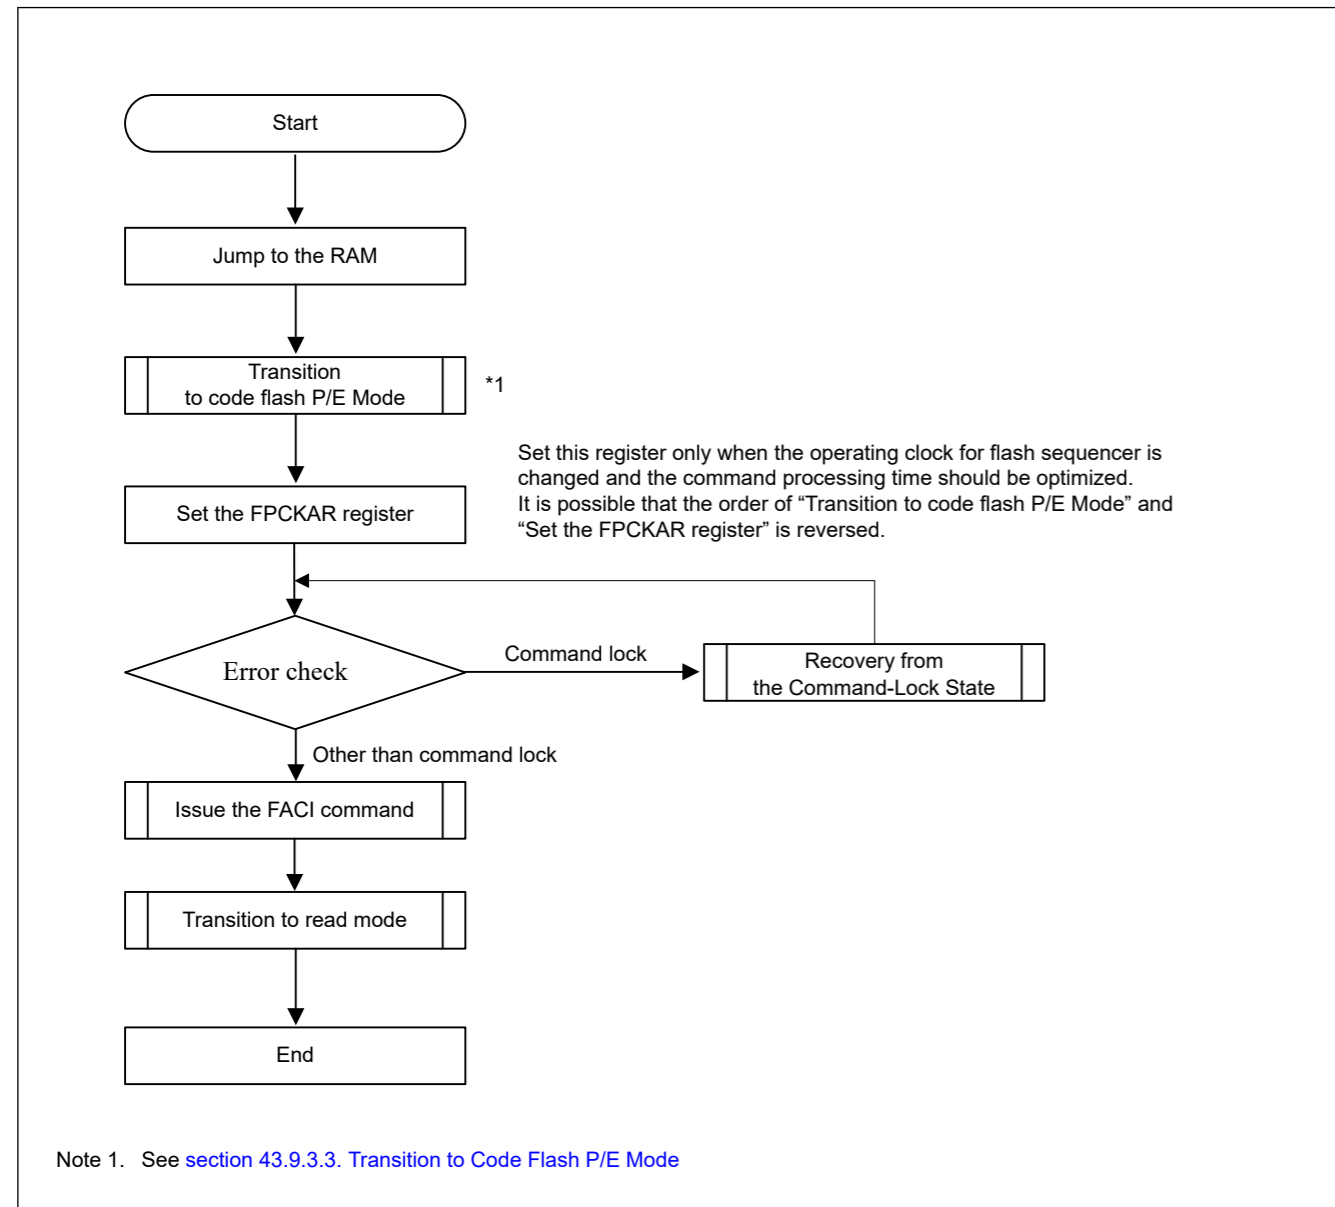 Start
Jump to the RAM
Transition
to code flash P/E Mode
*1
Set this register only when the operating clock for flash sequencer is
changed and the command processing time should be optimized.
It is possible that the order of “Transition to code flash P/E Mode” and
“Set the FPCKAR register” is reversed.
Set the FPCKAR register
Error check
Command lock
Recovery from
the Command-Lock State
Other than command lock
Issue the FACI command
Transition to read mode
End
Note 1. See section 43.9.3.3. Transition to Code Flash P/E Mode